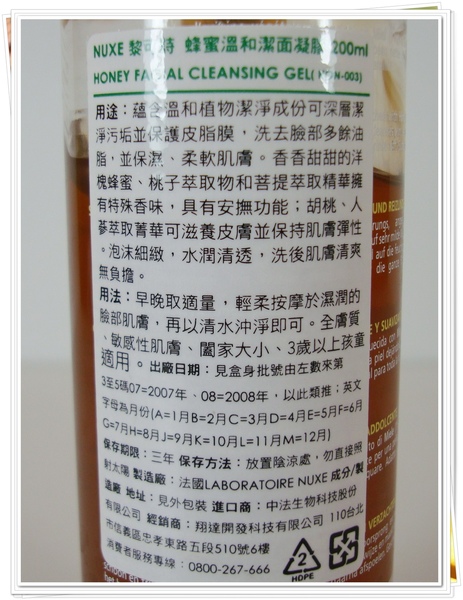 NUXE 黎可詩 蜂蜜溫和潔面凝膠 200ml
HONEY FACIAL CLEANSING GEL( -003)
用途：蘊含溫和植物潔淨成份可深層潔
淨污垢並保護皮脂膜，洗去臉部多餘油
脂，並保濕、柔軟肌膚。香香甜甜的洋
槐蜂蜜、桃子萃取物和菩提萃取精華擁
有特殊香味，具有安撫功能；胡桃、人
蔘萃取菁華可滋養皮膚並保持肌膚彈性
。泡沫細緻，水潤清透，洗後肌膚清爽
無負擔。
用法：早晚取適量，輕柔按摩於濕潤的
臉部肌膚，再以清水沖淨即可。全膚質
、敏感性肌膚、闔家大小、3歲以上孩童
適用。出廠日期：見盒身批號由左數來第
3至5碼07=2007年、08=2008年，以此類推；英文
字母為月份(A=1月B=2月C=3月D=4月E=5月F=6月
G=7月H=8月J=9月K=10月L=11月M=12月)
保存期限：三年 保存方法：放置陰涼處，勿直接照
射太陽 製造廠：法國LABORATOIRE NUXE 成分/製
造廠 地址：見外包裝 進口商：中法生物科技股份
有限公司 經銷商：翔達開發科技有限公司 110台北
市信義區忠孝東路五段510號6樓
消費者服務專線：0800-267-666
2
HDPE
UND REIZLIN
Y SUAVIZ
ADDOLCENT
VERZACH